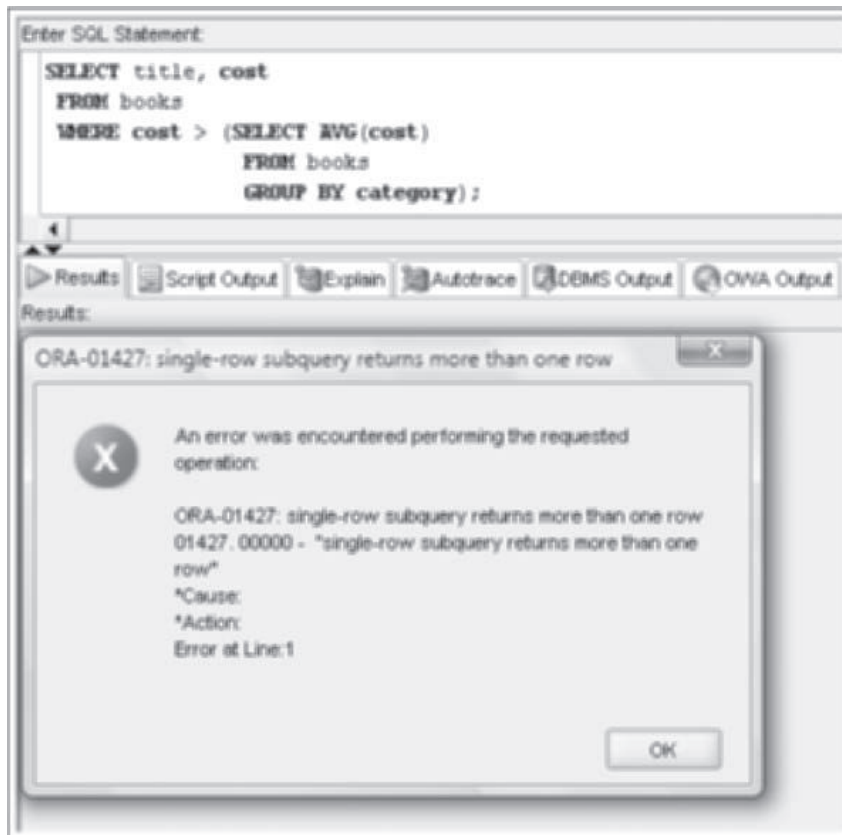 Enter SQL Statement:
SELECT title, cost
FROM books
WHERE cost > (SELECT AVG(cost)
FROM books
GROUP BY category);
Results Script Output Explain Autotrace DBMS Output OWA Output
Results:
ORA-01427: single-row subquery returns more than one row
An error was encountered performing the requested
operation:
ORA-01427: single-row subquery returns more than one row
01427. 00000 - "single-row subquery returns more than one
row"
*Cause:
*Action:
Error at Line:1
OK